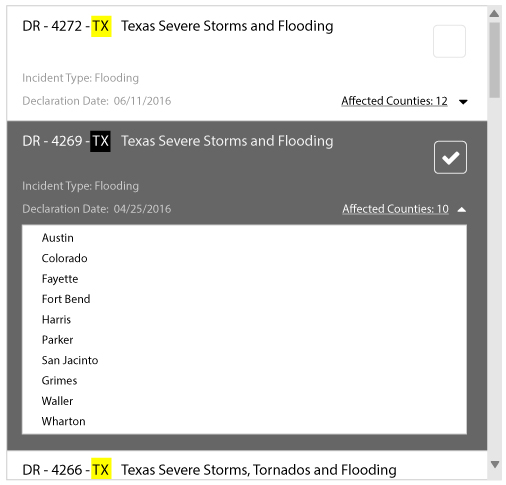 DR - 4272 - TX Texas Severe Storms and Flooding
Incident Type: Flooding
Declaration Date: 06/11/2016 Affected Counties: 12
DR - 4269 - TX Texas Severe Storms and Flooding
Incident Type: Flooding
Declaration Date: 04/25/2016 Affected Counties: 10
Austin
Colorado
Fayette
Fort Bend
Harris
Parker
San Jacinto
Grimes
Waller
Wharton
DR - 4266 - TX Texas Severe Storms, Tornados and Flooding